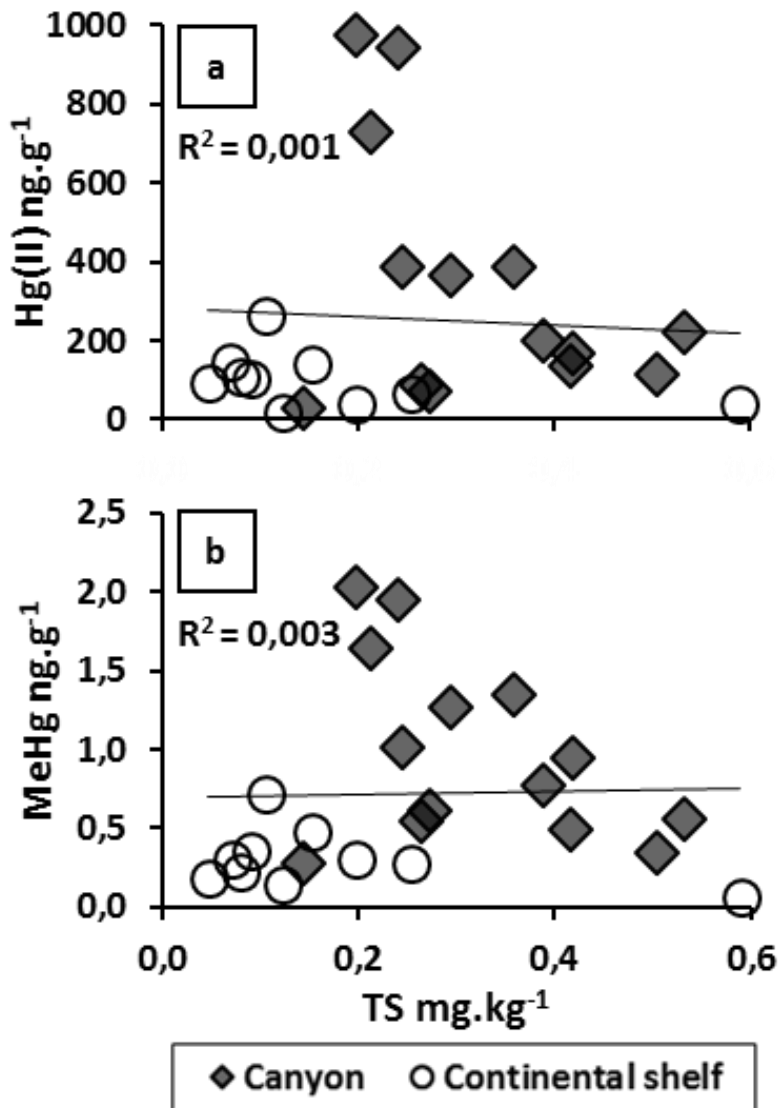 1000
800
600
400
200
0
Hg(II) ng.g⁻¹
a
R² = 0,001
2,5
2,0
1,5
1,0
0,5
0,0
MeHg ng.g⁻¹
b
R² = 0,003
0,0 0,2 0,4 0,6
TS mg.kg⁻¹
Canyon Continental shelf